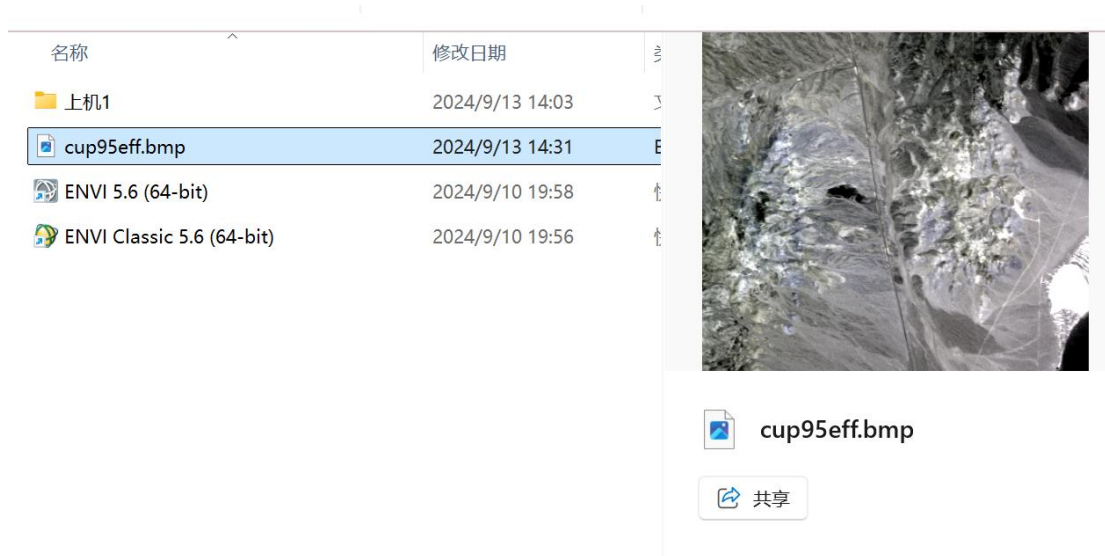 名称 修改日期
上机1 2024/9/13 14:03
cup95eff.bmp 2024/9/13 14:31
ENVI 5.6 (64-bit) 2024/9/10 19:58
ENVI Classic 5.6 (64-bit) 2024/9/10 19:56
cup95eff.bmp
共享